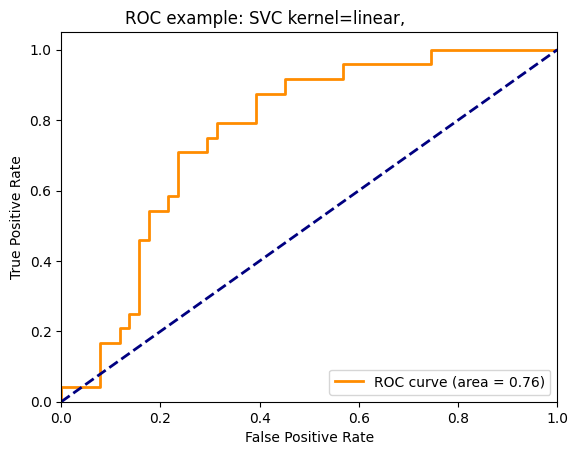 ROC example: SVC kernel=linear,
True Positive Rate
1.0
0.8
0.6
0.4
0.2
0.0
ROC curve (area = 0.76)
0.0 0.2 0.4 0.6 0.8 1.0
False Positive Rate